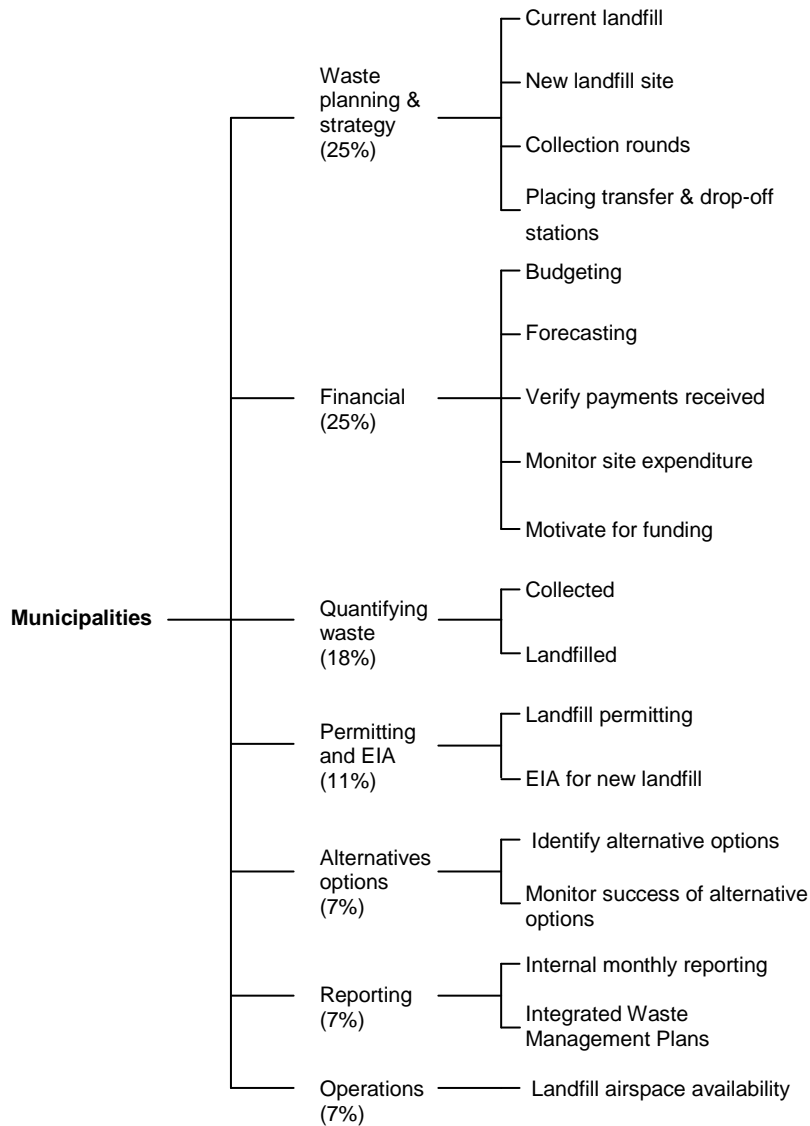 Municipalities
Waste
planning &
strategy
(25%)
Current landfill
New landfill site
Collection rounds
Placing transfer & drop-off
stations
Financial
(25%)
Budgeting
Forecasting
Verify payments received
Monitor site expenditure
Motivate for funding
Quantifying
waste
(18%)
Collected
Landfilled
Permitting
and EIA
(11%)
Landfill permitting
EIA for new landfill
Alternatives
options
(7%)
Identify alternative options
Monitor success of alternative
options
Reporting
(7%)
Internal monthly reporting
Integrated Waste
Management Plans
Operations
(7%)
Landfill airspace availability